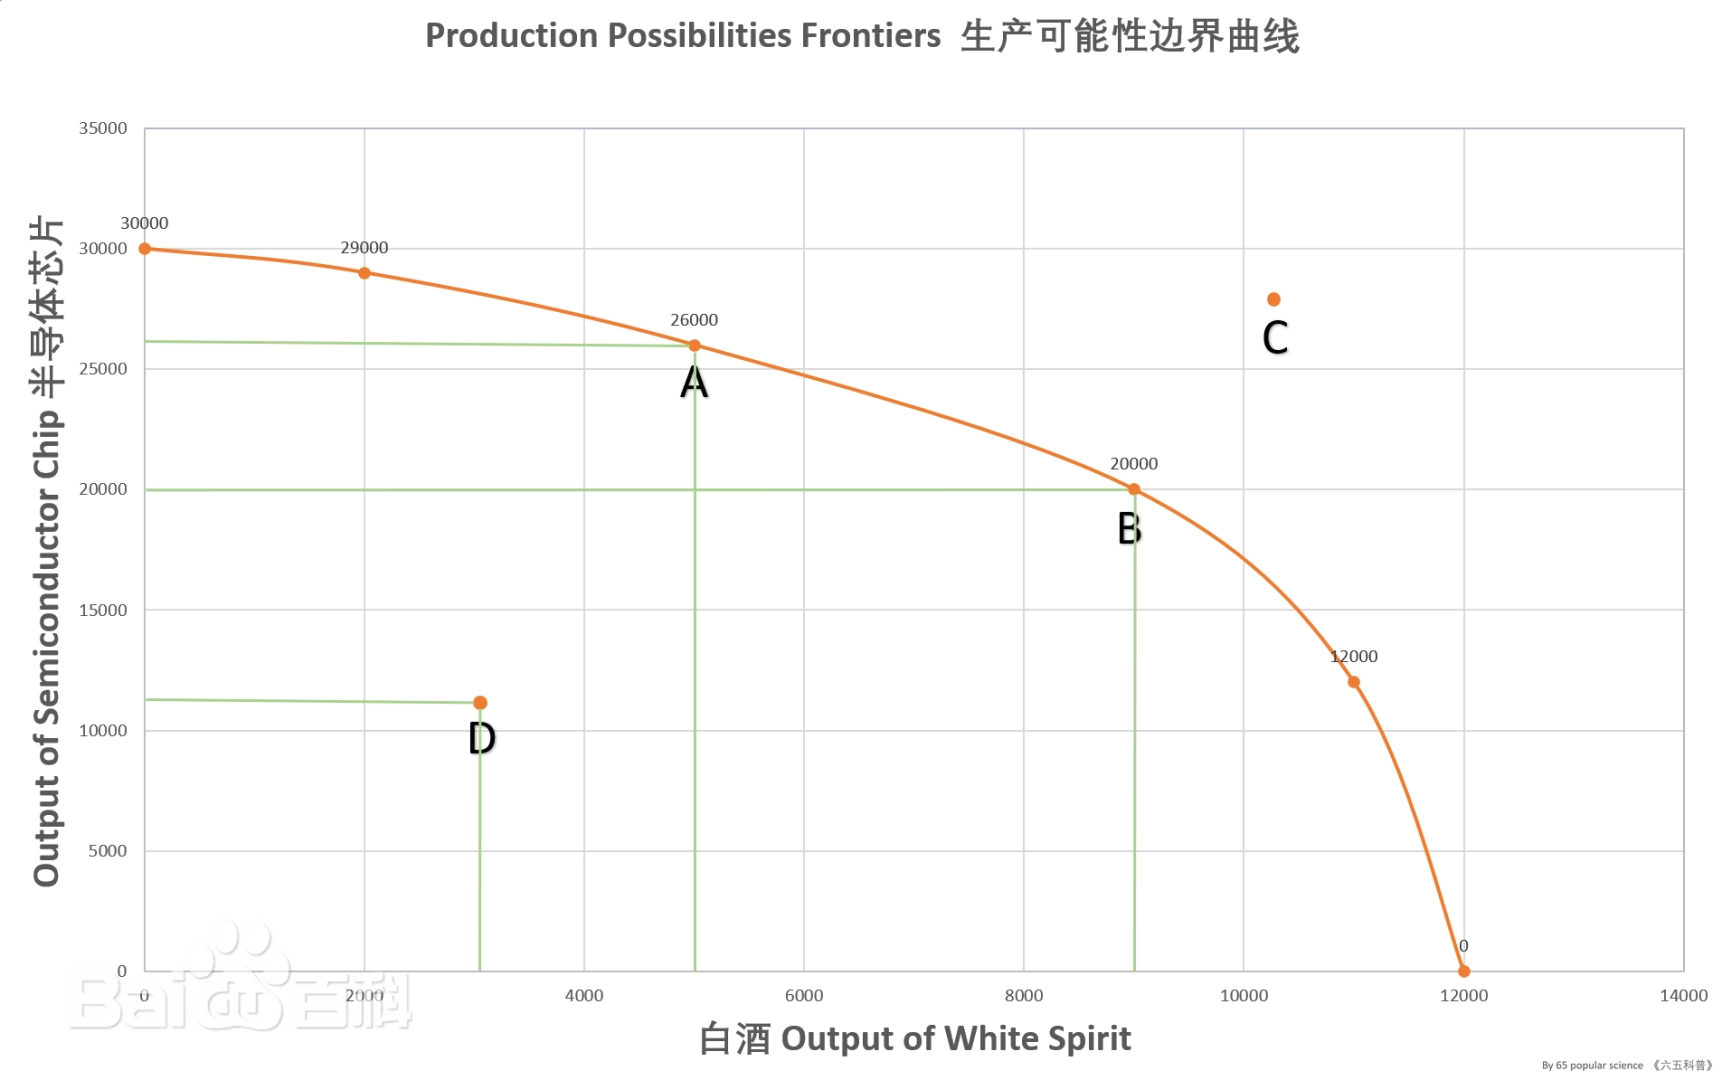 Production Possibilities Frontiers 生产可能性边界曲线
Output of Semiconductor Chip 半导体芯片
35000
30000
25000
20000
15000
10000
5000
0
30000
29000
26000
A
20000
B
C
12000
D
0
0
2000
4000
6000
8000
10000
12000
14000
白酒 Output of White Spirit
Bai百科
By 65 popular science 《六五科普》